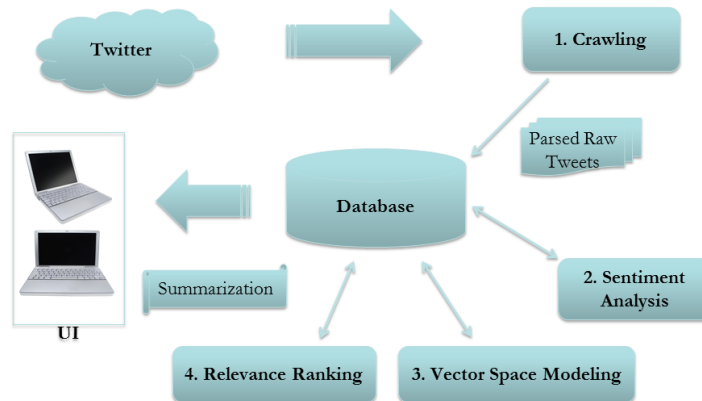 Twitter
1. Crawling
Parsed Raw
Tweets
Database
2. Sentiment
Analysis
Summarization
UI
4. Relevance Ranking
3. Vector Space Modeling